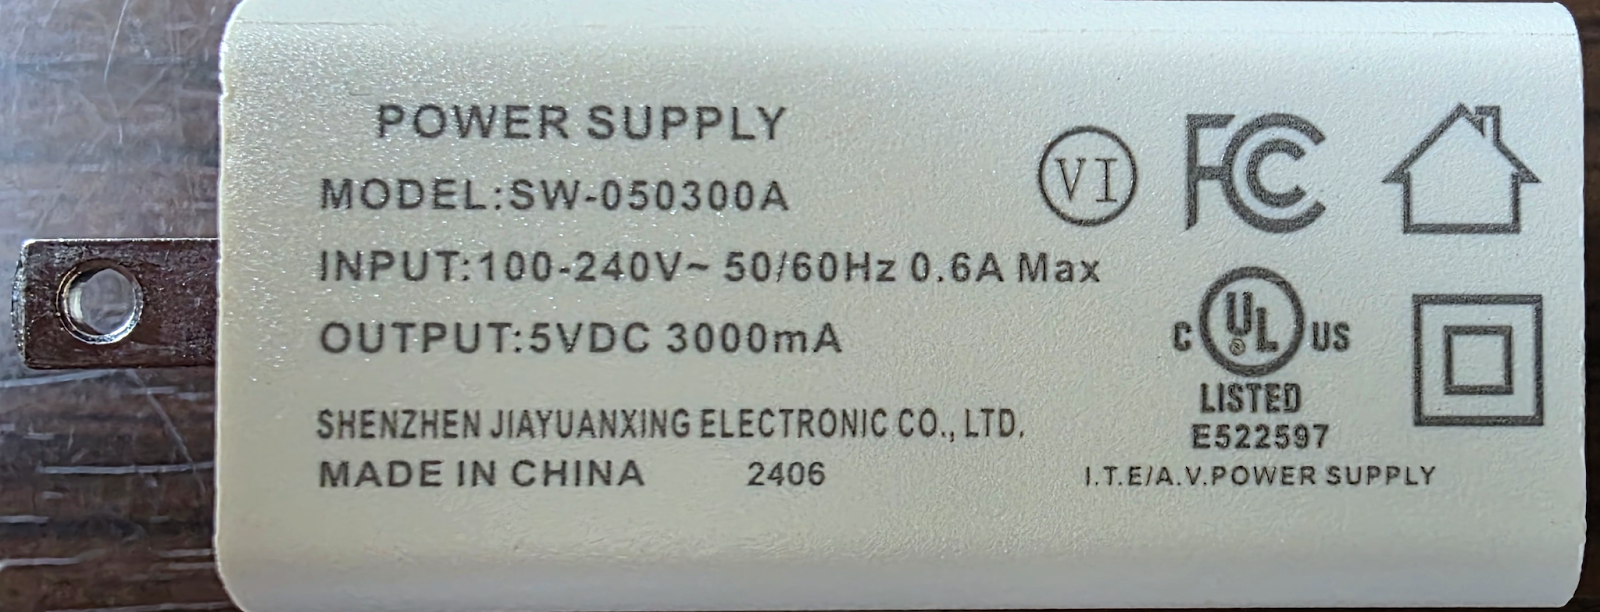 POWER SUPPLY
MODEL:SW-050300A
INPUT:100-240V~ 50/60Hz 0.6A Max
OUTPUT:5VDC 3000mA
SHENZHEN JIAYUANXING ELECTRONIC CO., LTD.
MADE IN CHINA 2406
VI FC
C UL ® US
LISTED
E522597
I.T.E/A.V.POWER SUPPLY